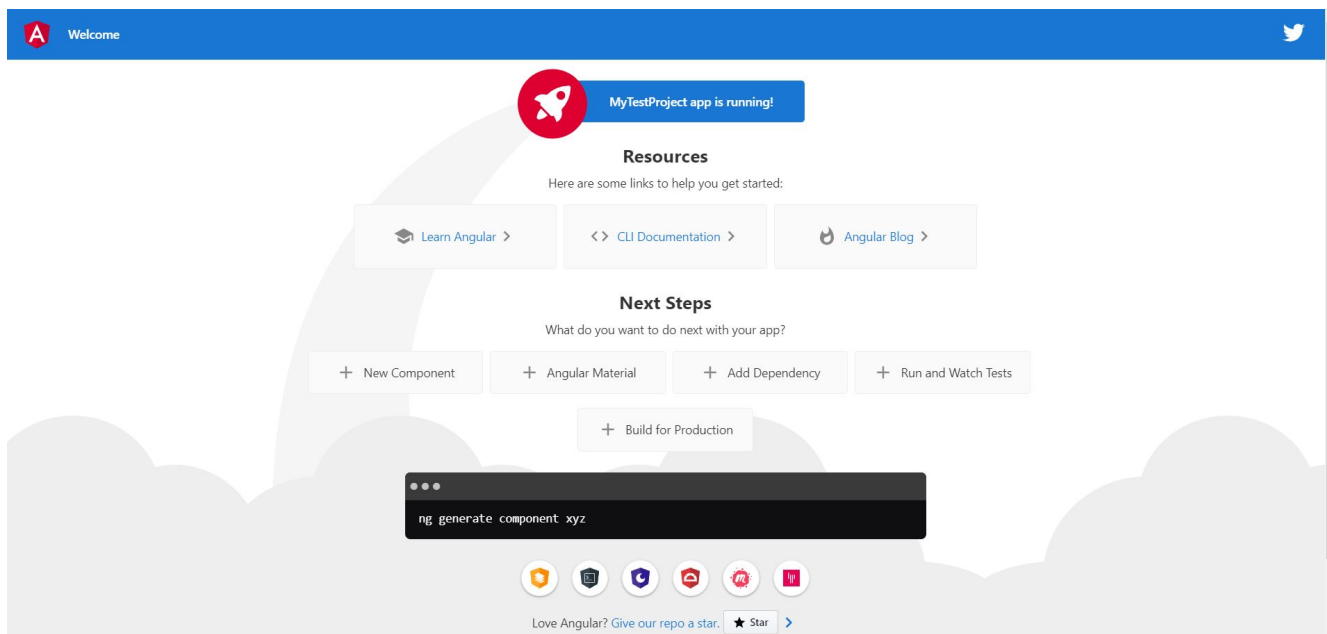 Welcome
MyTestProject app is running!
Resources
Here are some links to help you get started:
Learn Angular
CLI Documentation
Angular Blog
Next Steps
What do you want to do next with your app?
New Component
Angular Material
Add Dependency
Run and Watch Tests
Build for Production
ng generate component xyz
Love Angular? Give our repo a star. Star